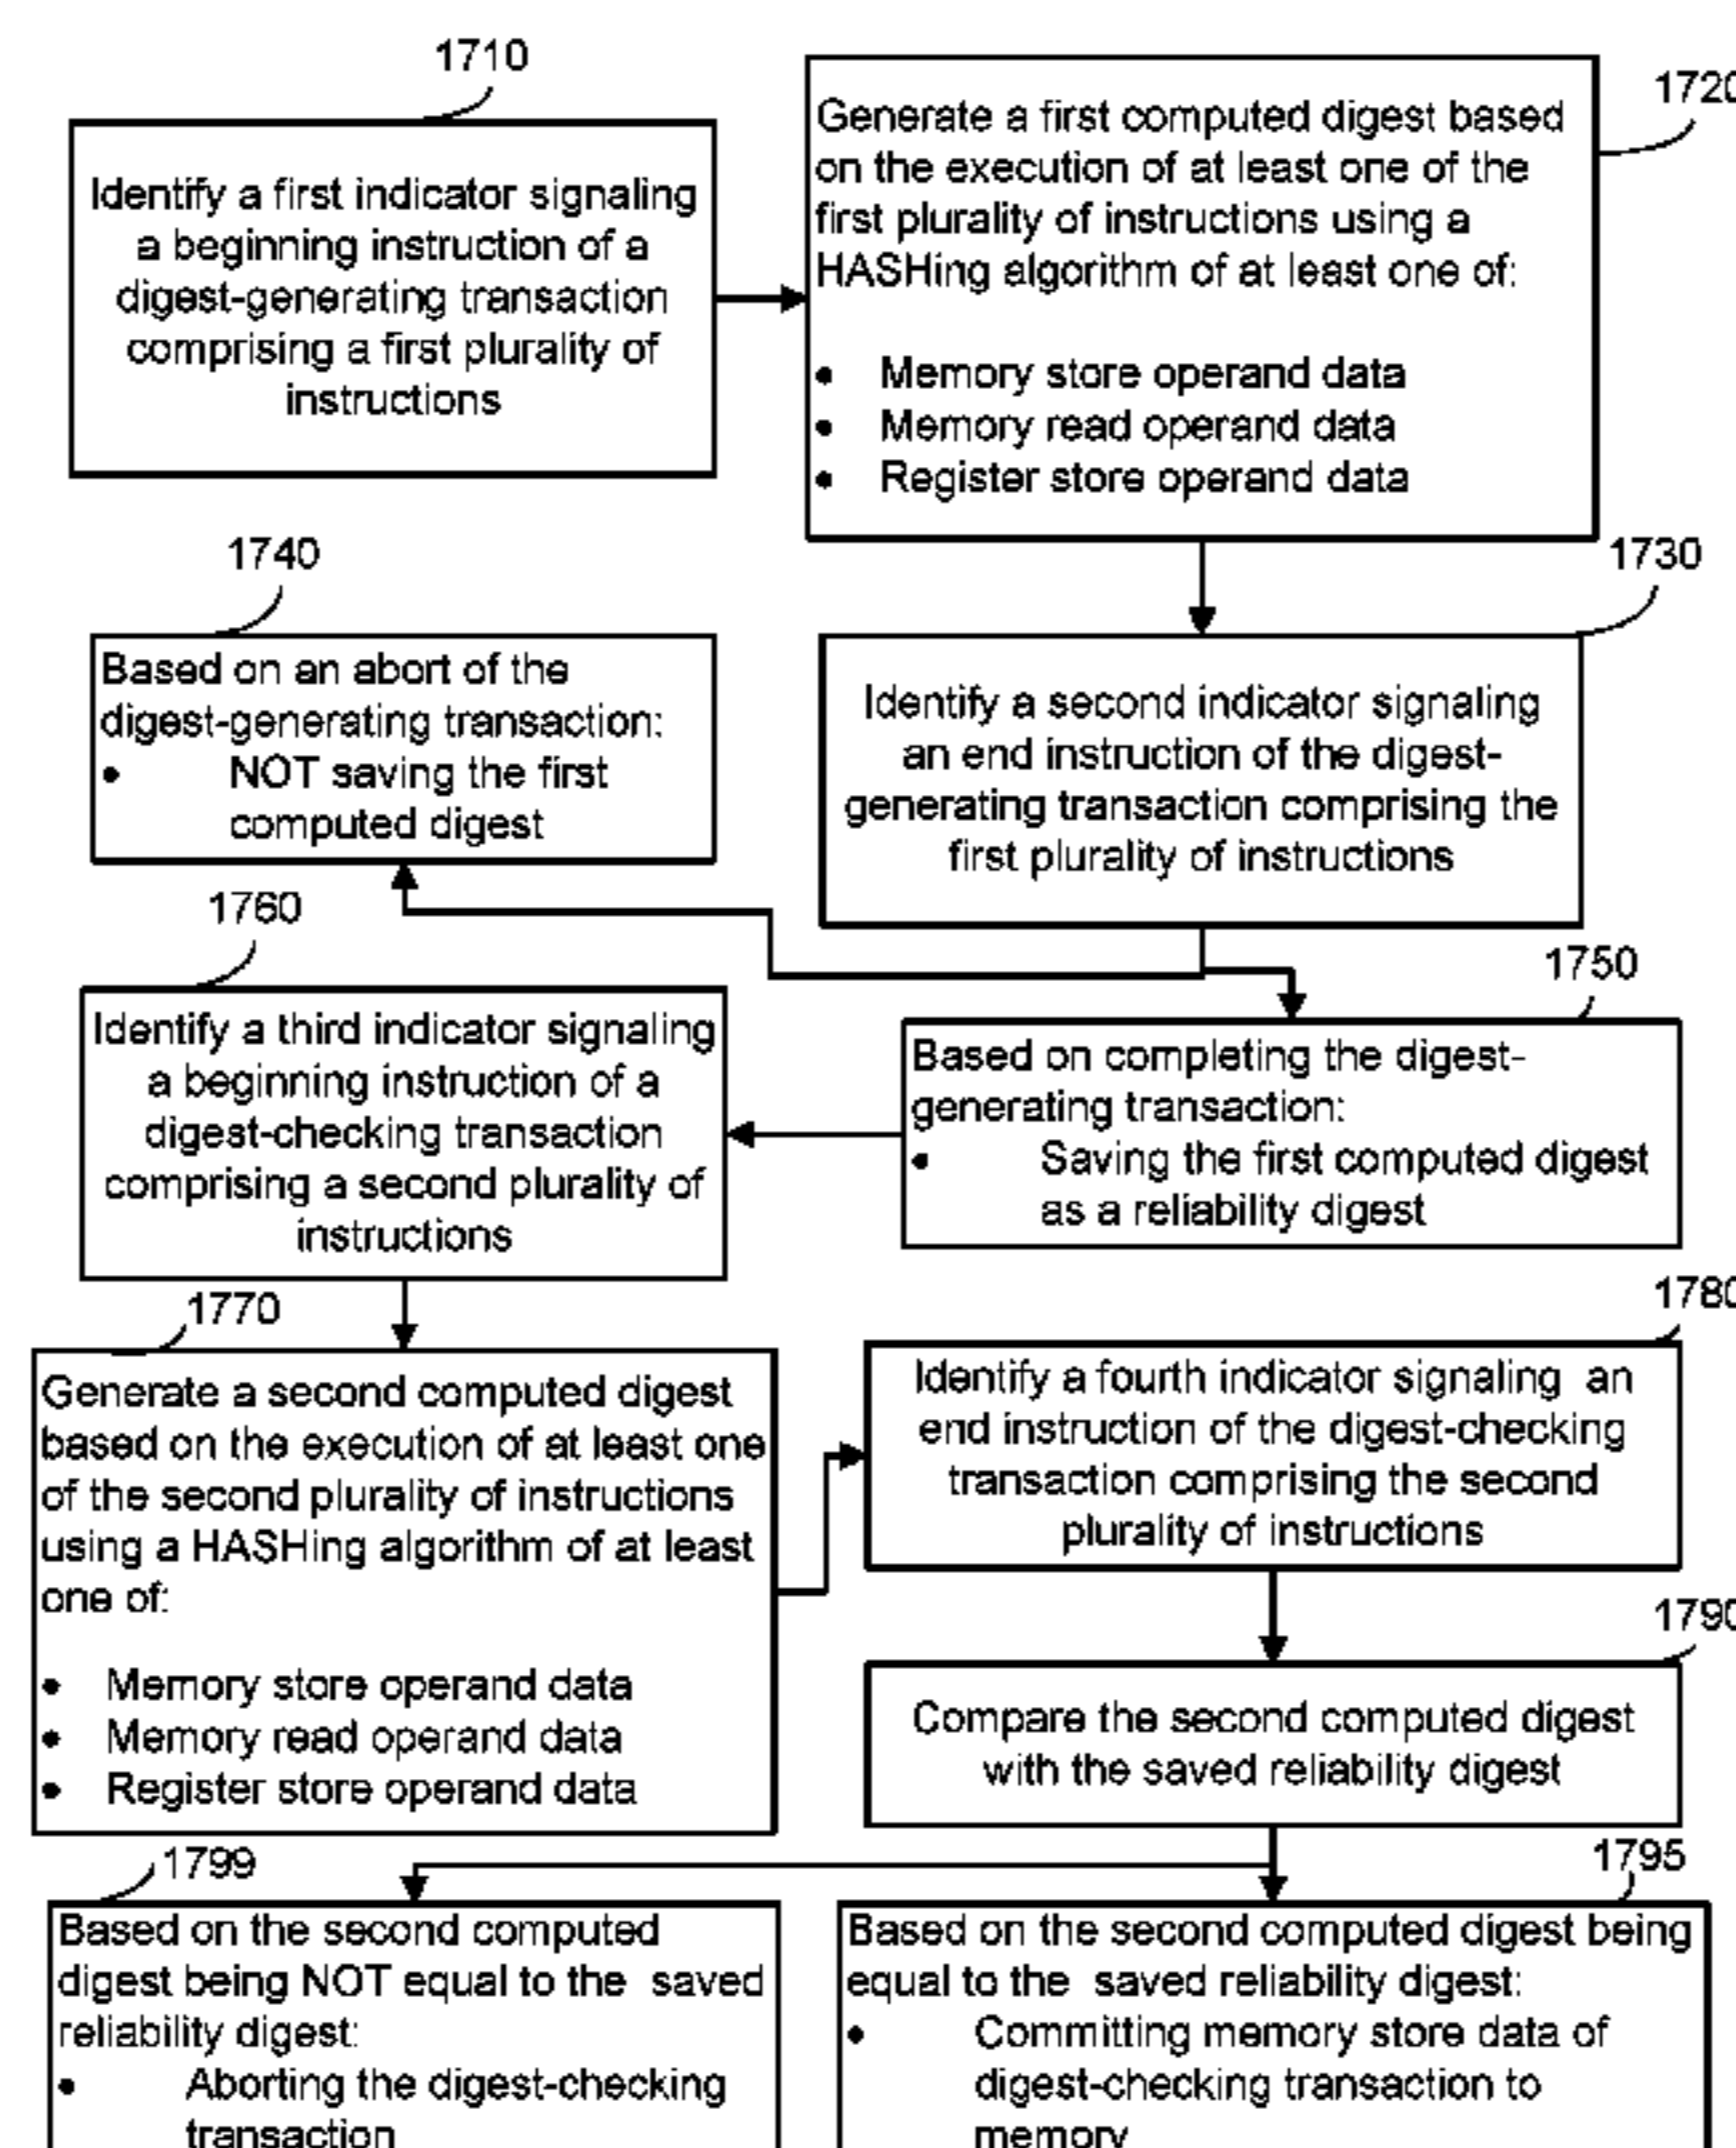 1710
Identify a first indicator signaling
a beginning instruction of a
digest-generating transaction
comprising a first plurality of
instructions
1720
Generate a first computed digest based
on the execution of at least one of the
first plurality of instructions using a
HASHing algorithm of at least one of:
• Memory store operand data
• Memory read operand data
• Register store operand data
1730
Identify a second indicator signaling
an end instruction of the digest-
generating transaction comprising the
first plurality of instructions
1740
Based on an abort of the
digest-generating transaction:
• NOT saving the first
computed digest
1750
Based on completing the digest-
generating transaction:
• Saving the first computed digest
as a reliability digest
1760
Identify a third indicator signaling
a beginning instruction of a
digest-checking transaction
comprising a second plurality of
instructions
1770
Generate a second computed digest
based on the execution of at least one
of the second plurality of instructions
using a HASHing algorithm of at least
one of:
• Memory store operand data
• Memory read operand data
• Register store operand data
1780
Identify a fourth indicator signaling an
end instruction of the digest-checking
transaction comprising the second
plurality of instructions
1790
Compare the second computed digest
with the saved reliability digest
1795
Based on the second computed digest being
equal to the saved reliability digest:
• Committing memory store data of
digest-checking transaction to
memory
1799
Based on the second computed
digest being NOT equal to the saved
reliability digest:
• Aborting the digest-checking
transaction